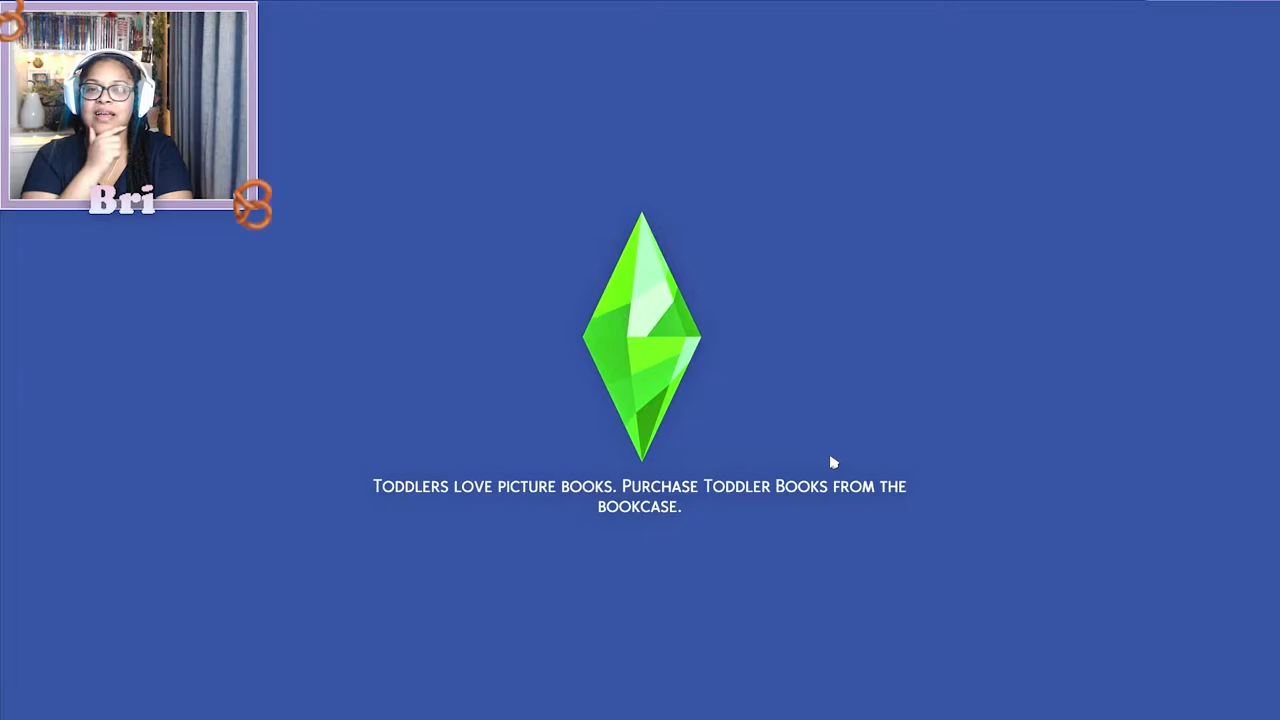 Bri
Toddlers love picture books. Purchase Toddler Books from the
bookcase.